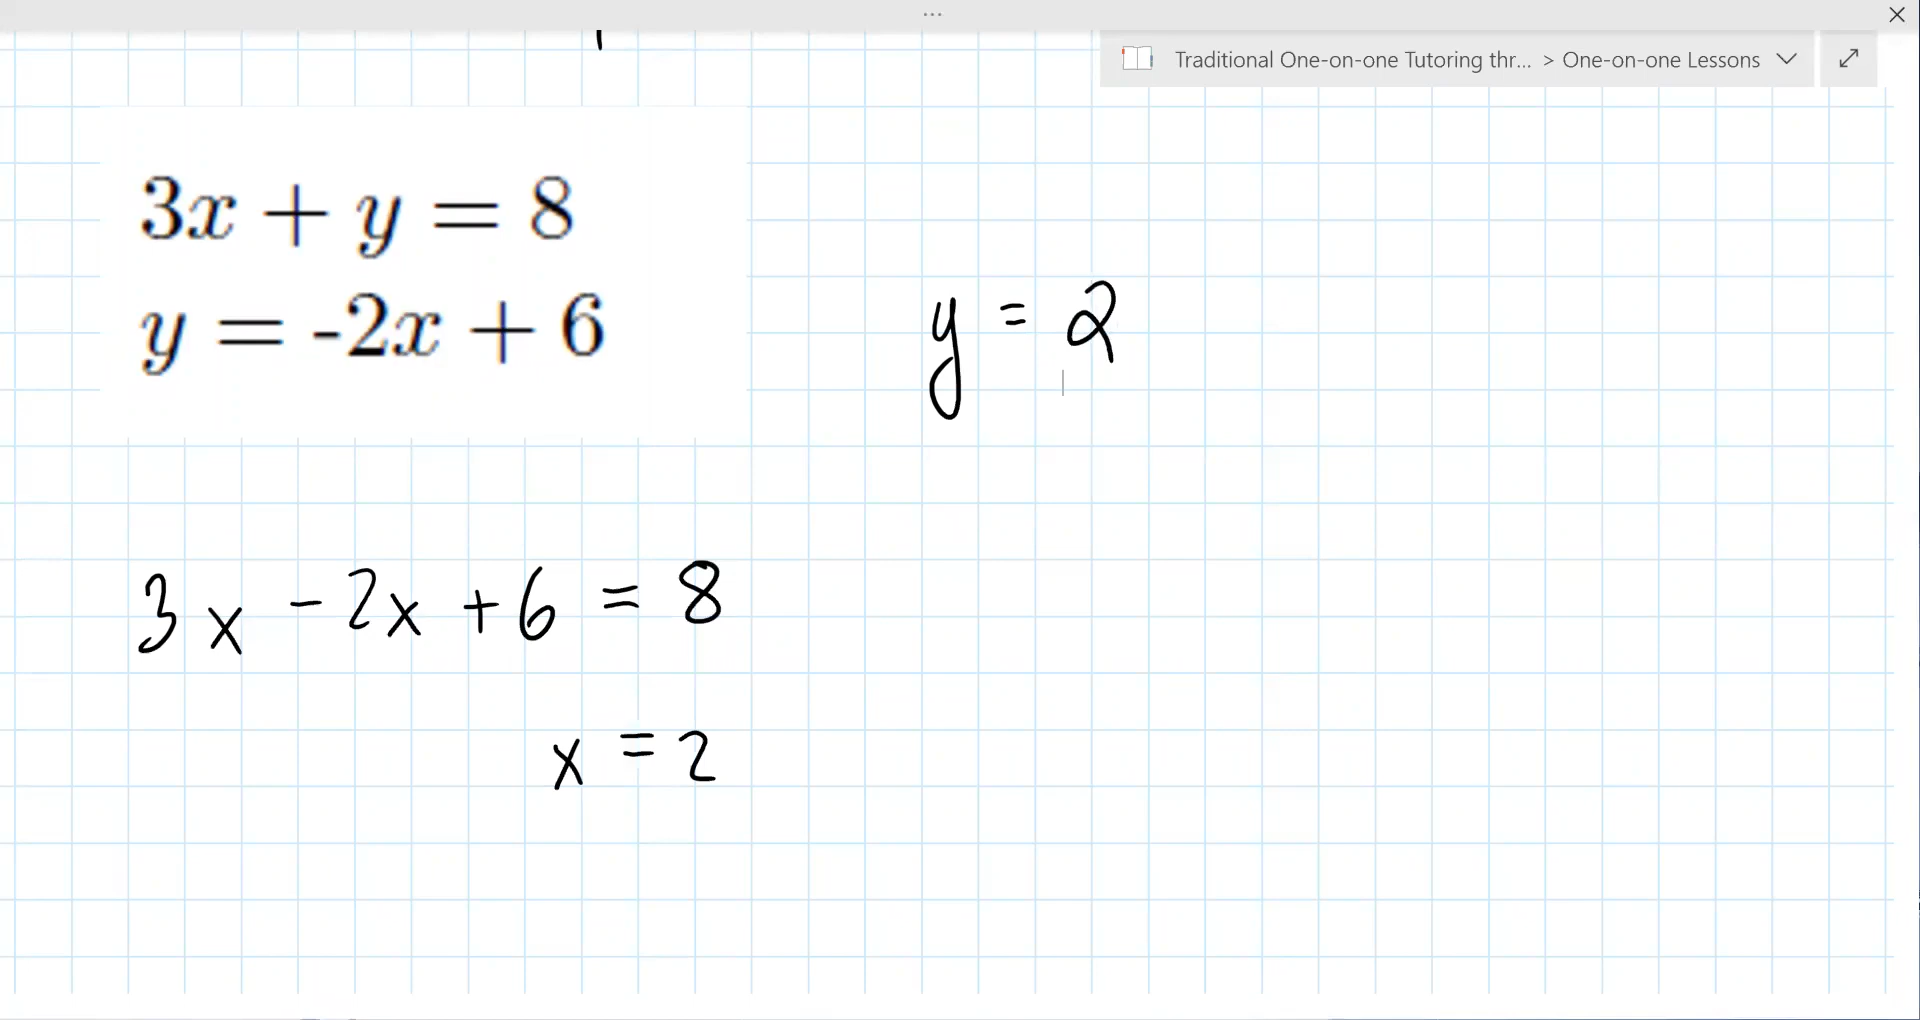 Traditional One-on-one Tutoring thr... > One-on-one Lessons
3x + y = 8
y = -2x + 6
y = 2
3x - 2x + 6 = 8
x = 2